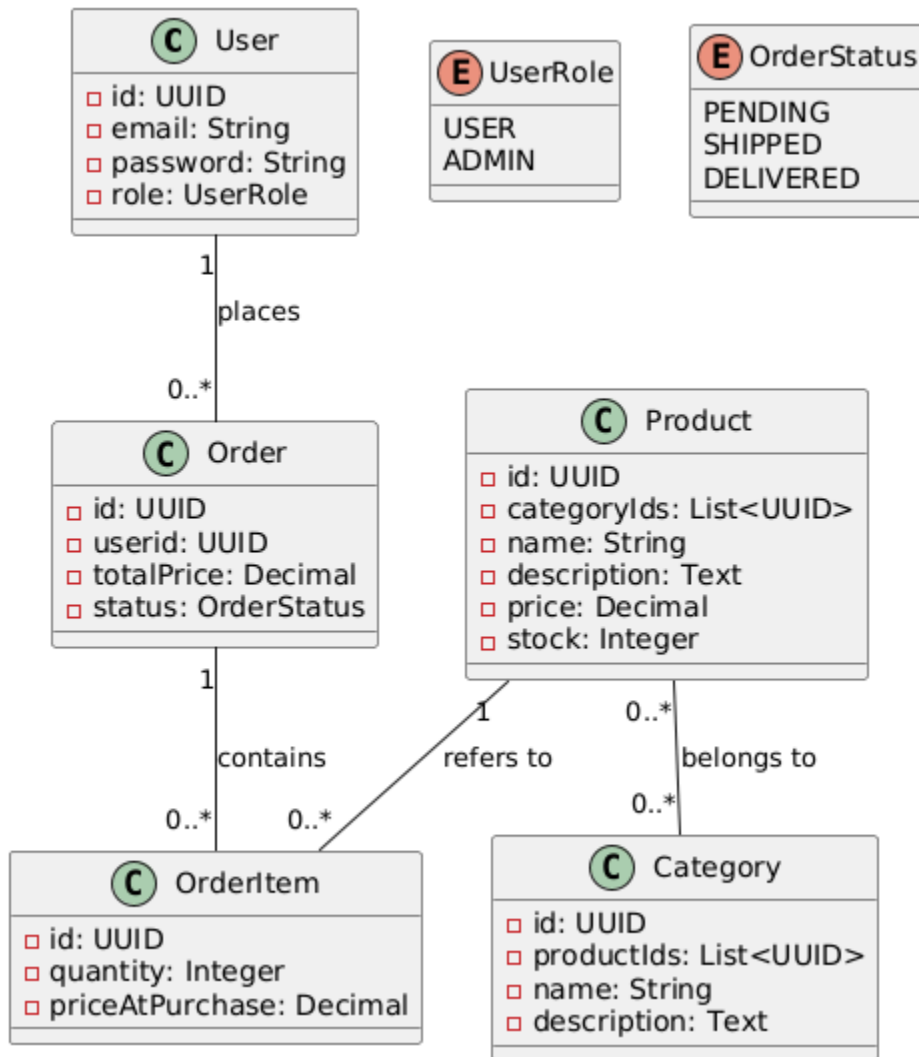 C User
id: UUID
email: String
password: String
role: UserRole
E UserRole
USER
ADMIN
E OrderStatus
PENDING
SHIPPED
DELIVERED
1
places
0..*
C Order
id: UUID
userid: UUID
totalPrice: Decimal
status: OrderStatus
C Product
id: UUID
categoryIds: List<UUID>
name: String
description: Text
price: Decimal
stock: Integer
1
contains
0..*
1
refers to
0..*
0..*
belongs to
0..*
C OrderItem
id: UUID
quantity: Integer
priceAtPurchase: Decimal
C Category
id: UUID
productIds: List<UUID>
name: String
description: Text